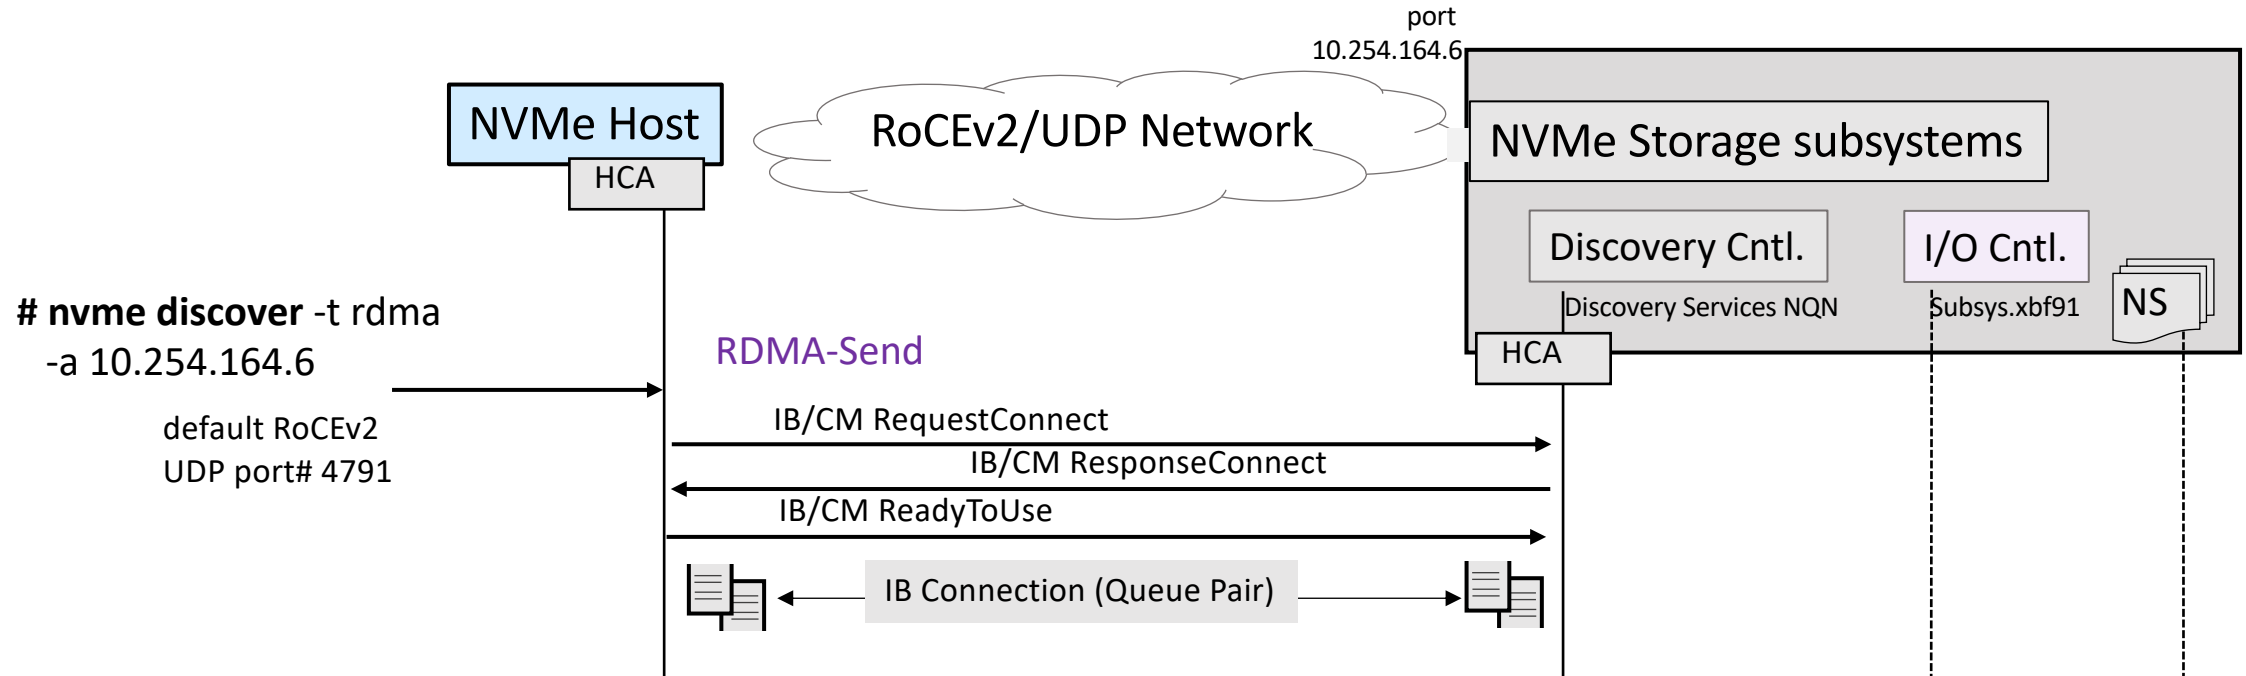 port
10.254.164.6
NVMe Host
HCA
RoCEv2/UDP Network
NVMe Storage subsystems
Discovery Cntl.
I/O Cntl.
Discovery Services NQN
Subsys.xbf91
NS
HCA
# nvme discover -t rdma
-a 10.254.164.6
default RoCEv2
UDP port# 4791
RDMA-Send
IB/CM RequestConnect
IB/CM ResponseConnect
IB/CM ReadyToUse
IB Connection (Queue Pair)